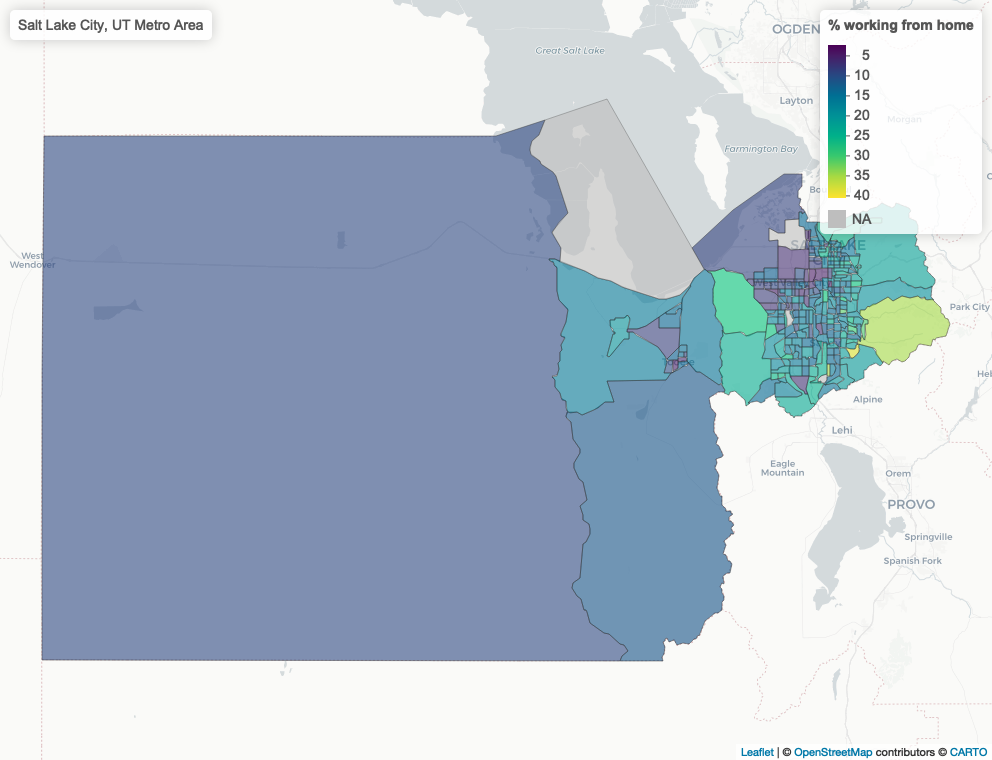 Salt Lake City, UT Metro Area
% working from home
5
10
15
20
25
30
35
40
NA
OGDEN
Great Salt Lake
Layton
Morgan
Farmington Bay
West
Wendover
Park City
Alpine
Lehi
Eagle
Mountain
Orem
PROVO
Springville
Spanish Fork
Leaflet | © OpenStreetMap contributors © CARTO